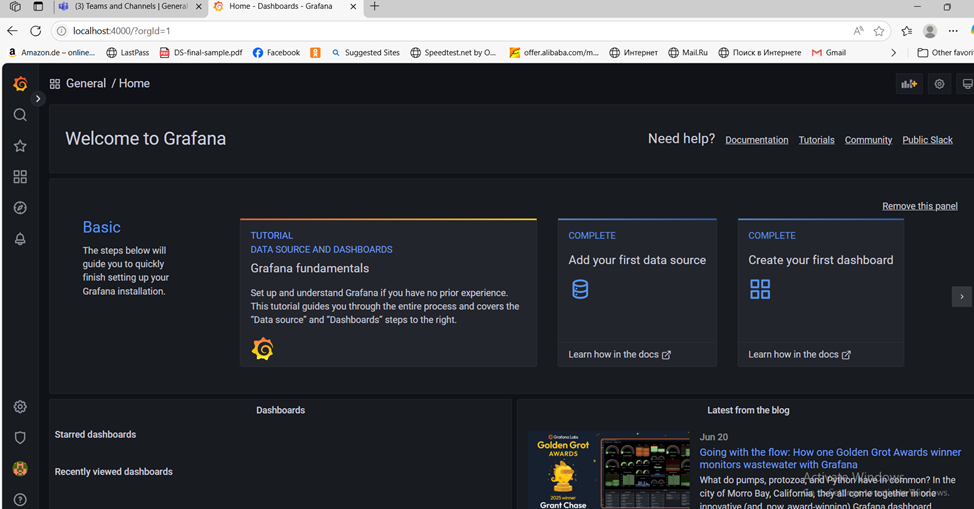 (3) Teams and Channels | General
Home - Dashboards - Grafana
localhost:4000/?orgId=1
Amazon.de – online...
LastPass
DS-final-sample.pdf
Facebook
Suggested Sites
Speedtest.net by O...
offer.alibaba.com/m...
Интернет
Mail.Ru
Поиск в Интернете
Gmail
Other favori
General / Home
Welcome to Grafana
Need help?
Documentation
Tutorials
Community
Public Slack
Remove this panel
Basic
The steps below will
guide you to quickly
finish setting up your
Grafana installation.
TUTORIAL
DATA SOURCE AND DASHBOARDS
Grafana fundamentals
Set up and understand Grafana if you have no prior experience.
This tutorial guides you through the entire process and covers the
“Data source” and “Dashboards” steps to the right.
COMPLETE
Add your first data source
Learn how in the docs
COMPLETE
Create your first dashboard
Learn how in the docs
Dashboards
Starred dashboards
Recently viewed dashboards
Latest from the blog
Grafana Labs
Golden Grot
AWARDS
2025 winner
Grant Chase
Jun 20
Going with the flow: How one Golden Grot Awards winner
monitors wastewater with Grafana
What do pumps, protozoa, and Python have in common? In the
city of Morro Bay, California, they all come together in one
innovative (and, now, award-winning) Grafana dashboard
Activate Windows